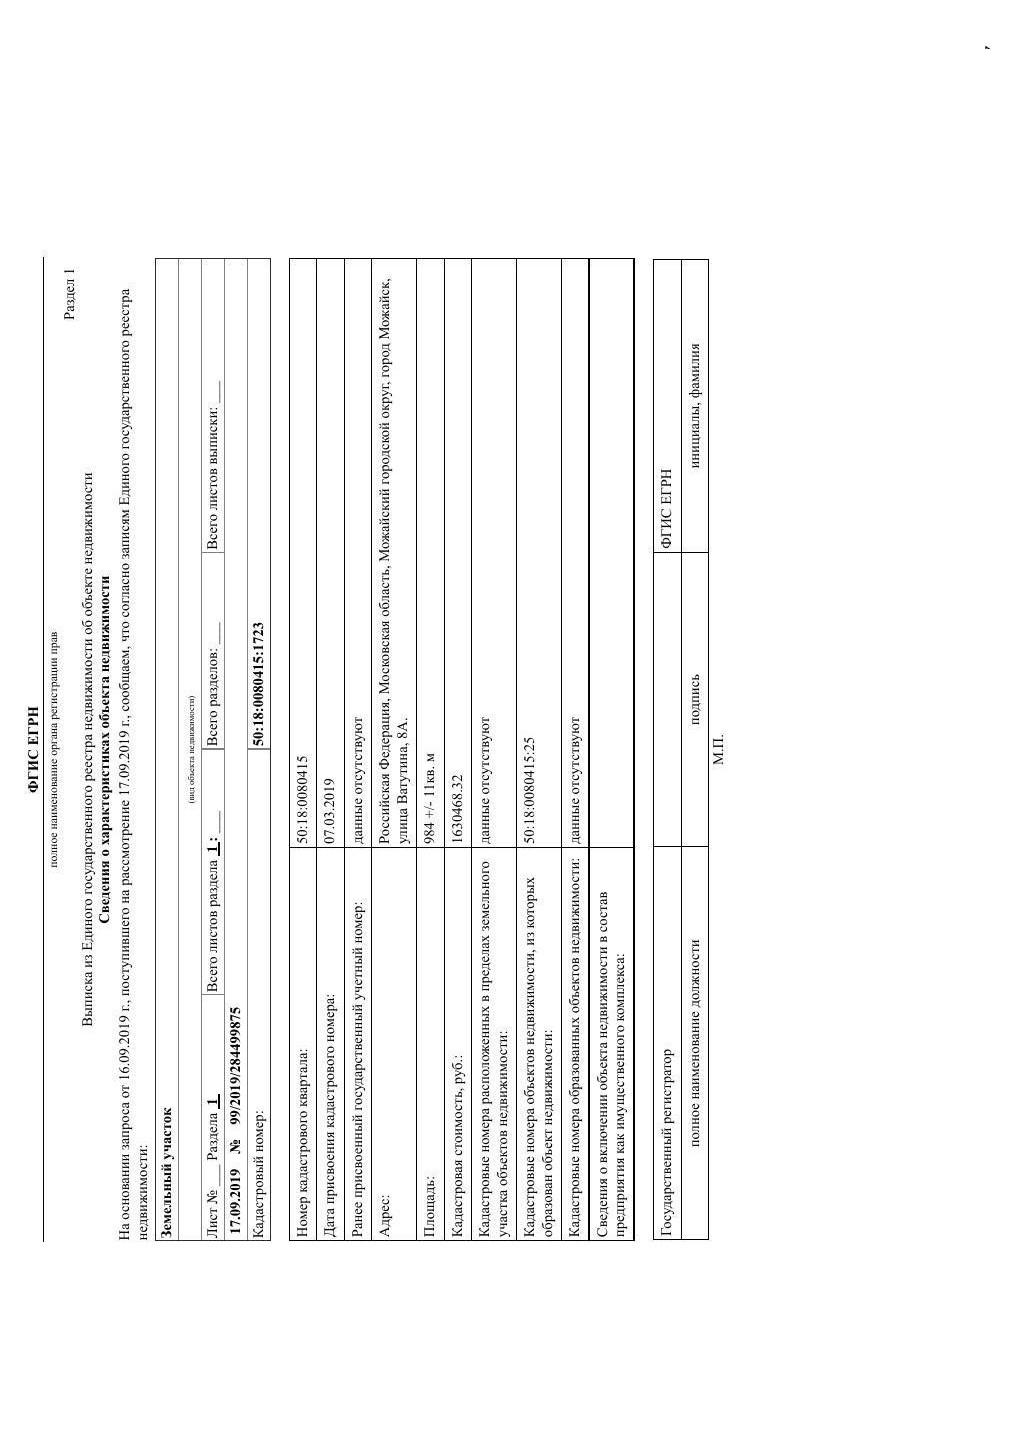 ФГИС ЕГРН
полное наименование органа регистрации прав
Раздел 1
Выписка из Единого государственного реестра недвижимости об объекте недвижимости
Сведения о характеристиках объекта недвижимости
На основании запроса от 16.09.2019 г., поступившего на рассмотрение 17.09.2019 г., сообщаем, что согласно записям Единого государственного реестра
недвижимости:
Земельный участок
(вид объекта недвижимости)
Лист № ___ Раздела 1 Всего листов раздела 1 : ___ Всего разделов: ___ Всего листов выписки: ___
17.09.2019 № 99/2019/284499875
Кадастровый номер: 50:18:0080415:1723
Номер кадастрового квартала: 50:18:0080415
Дата присвоения кадастрового номера: 07.03.2019
Ранее присвоенный государственный учетный номер: данные отсутствуют
Адрес: Российская Федерация, Московская область, Можайский городской округ, город Можайск,
улица Ватутина, 8А.
Площадь: 984 +/- 11кв. м
Кадастровая стоимость, руб.: 1630468.32
Кадастровые номера расположенных в пределах земельного данные отсутствуют
участка объектов недвижимости:
Кадастровые номера объектов недвижимости, из которых 50:18:0080415:25
образован объект недвижимости:
Кадастровые номера образованных объектов недвижимости: данные отсутствуют
Сведения о включении объекта недвижимости в состав
предприятия как имущественного комплекса:
Государственный регистратор ФГИС ЕГРН
полное наименование должности подпись инициалы, фамилия
М.П.